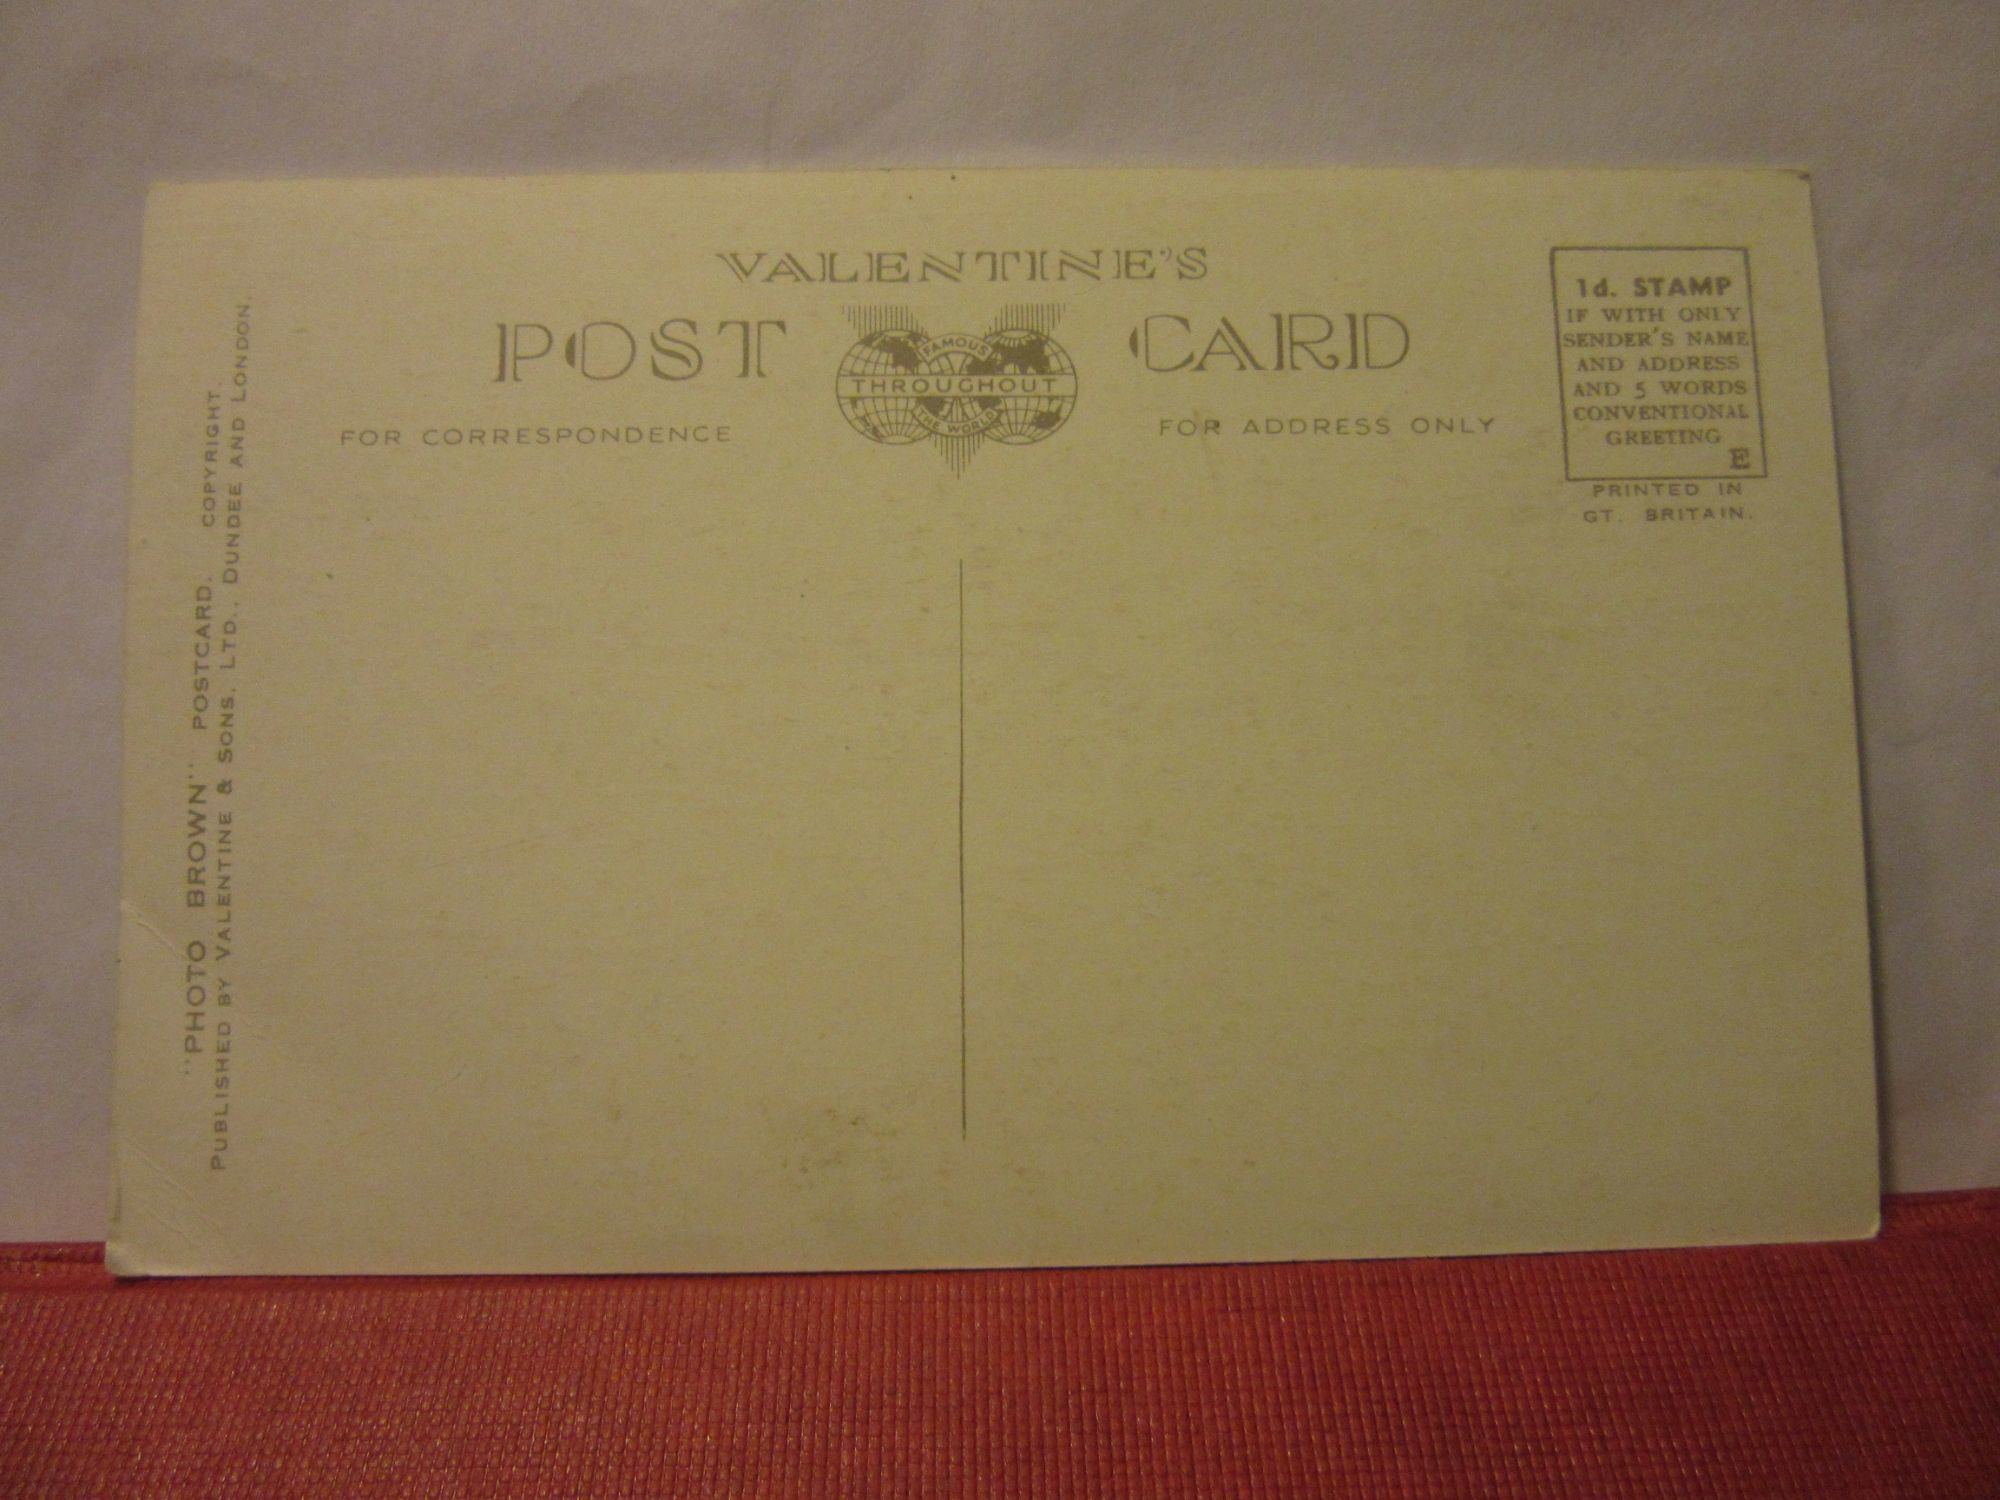 VALENTINE'S
POST CARD
FAMOUS
THROUGHOUT
THE WORLD
FOR CORRESPONDENCE
FOR ADDRESS ONLY
1d. STAMP
IF WITH ONLY
SENDER'S NAME
AND ADDRESS
AND 5 WORDS
CONVENTIONAL
GREETING
E
PRINTED IN
GT. BRITAIN.
"PHOTO BROWN" POSTCARD. COPYRIGHT.
PUBLISHED BY VALENTINE & SONS, LTD., DUNDEE AND LONDON.